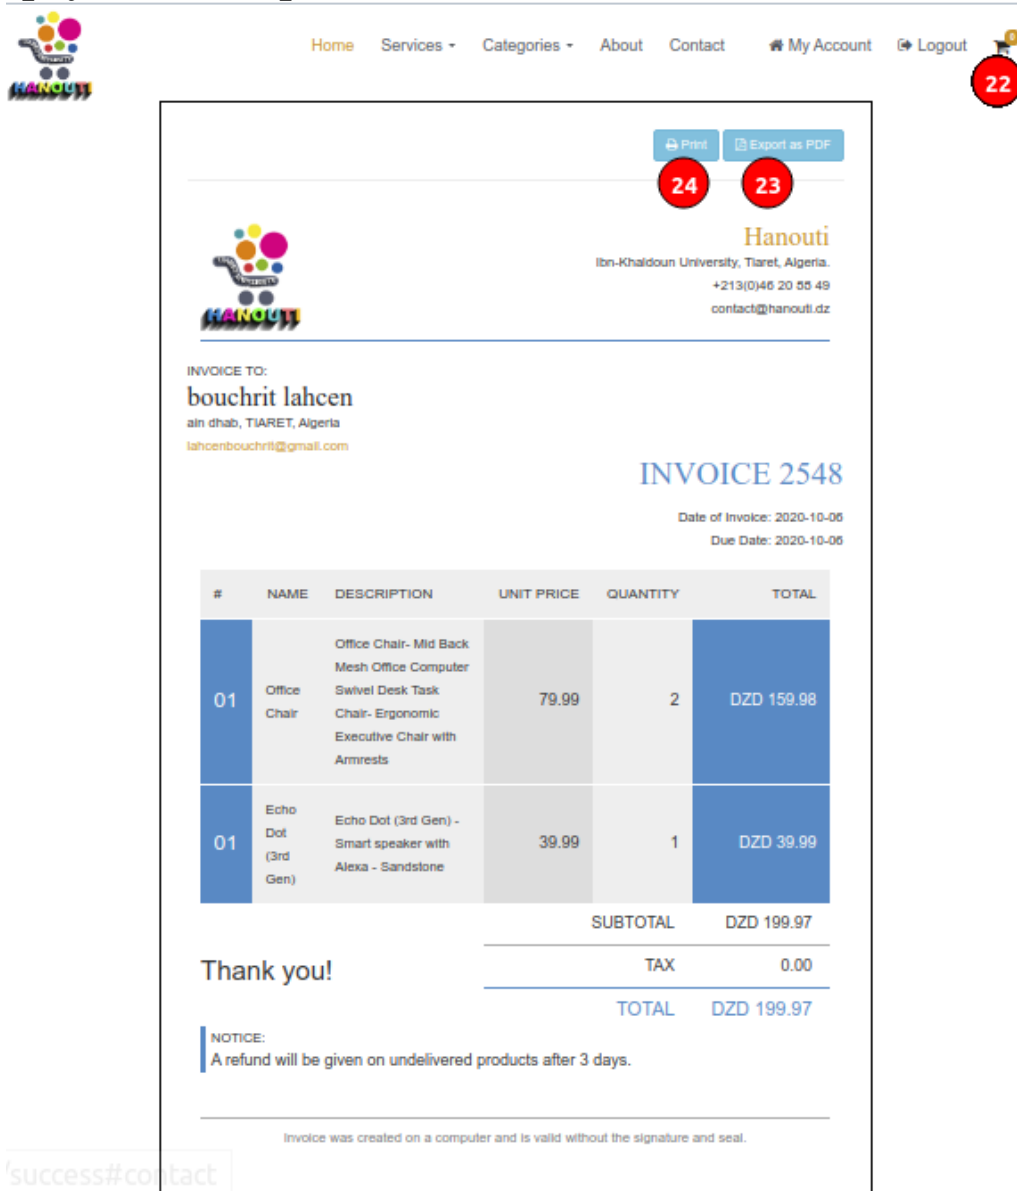 HANOUTI
Home Services Categories About Contact My Account Logout 0
22
Print Export as PDF
24 23
HANOUTI
Hanouti
Ibn-Khaldoun University, Tiaret, Algeria.
+213(0)46 20 88 49
contact@hanouti.dz
INVOICE TO:
bouchrit lahcen
ain dhab, TIARET, Algeria
lahcenbouchrit@gmail.com
INVOICE 2548
Date of Invoice: 2020-10-06
Due Date: 2020-10-06
# NAME DESCRIPTION UNIT PRICE QUANTITY TOTAL
Office Chair- Mid Back
Mesh Office Computer
01 Office Swivel Desk Task 79.99 2 DZD 159.98
Chair Chair- Ergonomic
Executive Chair with
Armrests
Echo
Dot Echo Dot (3rd Gen) -
01 (3rd Smart speaker with 39.99 1 DZD 39.99
Gen) Alexa - Sandstone
SUBTOTAL DZD 199.97
Thank you! TAX 0.00
TOTAL DZD 199.97
NOTICE:
A refund will be given on undelivered products after 3 days.
Invoice was created on a computer and is valid without the signature and seal.
/success#contact